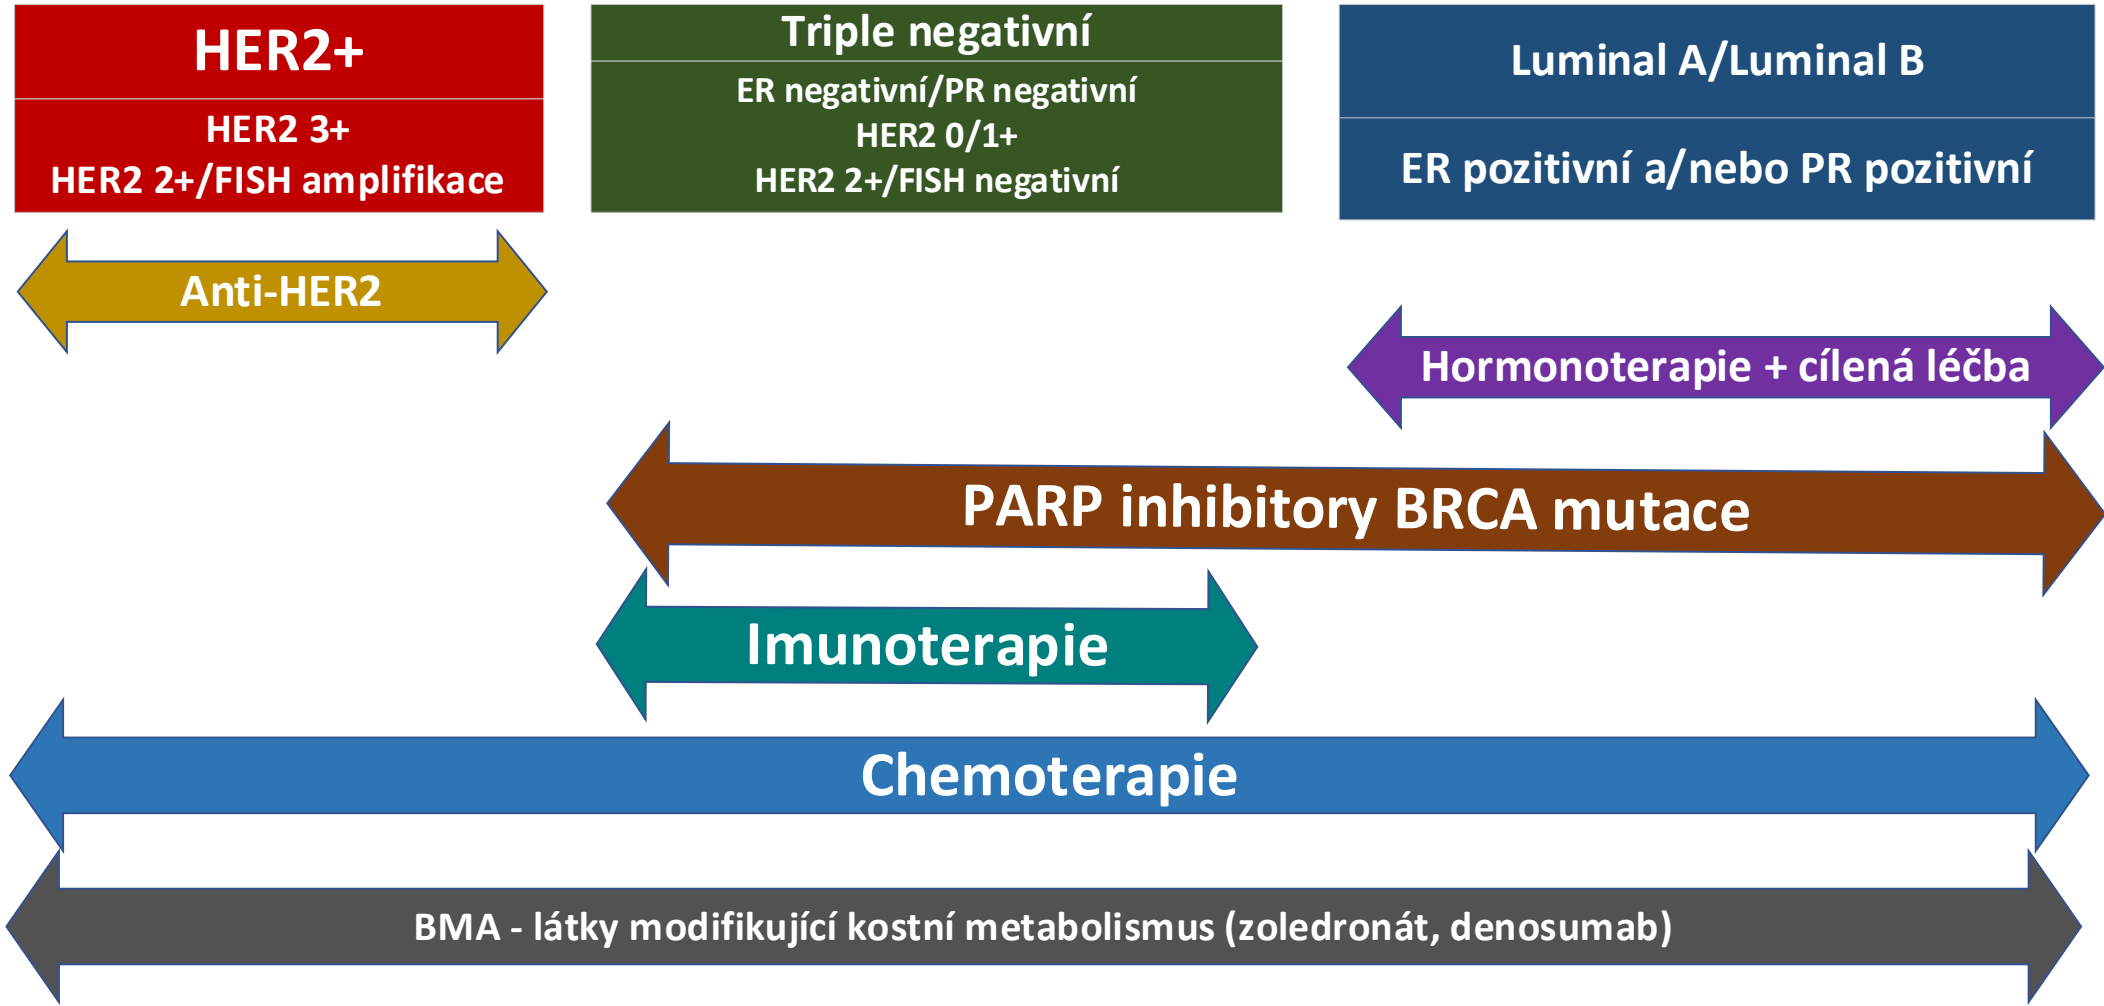 HER2+
HER2 3+
HER2 2+/FISH amplifikace
Triple negativní
ER negativní/PR negativní
HER2 0/1+
HER2 2+/FISH negativní
Luminal A/Luminal B
ER pozitivní a/nebo PR pozitivní
Anti-HER2
Hormonoterapie + cílená léčba
PARP inhibitory BRCA mutace
Imunoterapie
Chemoterapie
BMA - látky modifikující kostní metabolismus (zoledronát, denosumab)